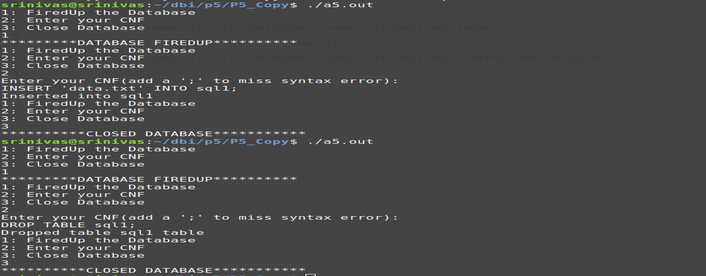 srinivas@srinivas:~/dbi/p5/P5_Copy$ ./a5.out
1: FiredUp the Database
2: Enter your CNF
3: Close Database
1
*********DATABASE FIREDUP**********
1: FiredUp the Database
2: Enter your CNF
3: Close Database
2
Enter your CNF(add a ';' to miss syntax error):
INSERT 'data.txt' INTO sql1;
Inserted into sql1
1: FiredUp the Database
2: Enter your CNF
3: Close Database
3
**********CLOSED DATABASE***********
srinivas@srinivas:~/dbi/p5/P5_Copy$ ./a5.out
1: FiredUp the Database
2: Enter your CNF
3: Close Database
1
*********DATABASE FIREDUP**********
1: FiredUp the Database
2: Enter your CNF
3: Close Database
2
Enter your CNF(add a ';' to miss syntax error):
DROP TABLE sql1;
Dropped table sql1 table
1: FiredUp the Database
2: Enter your CNF
3: Close Database
3
**********CLOSED DATABASE***********